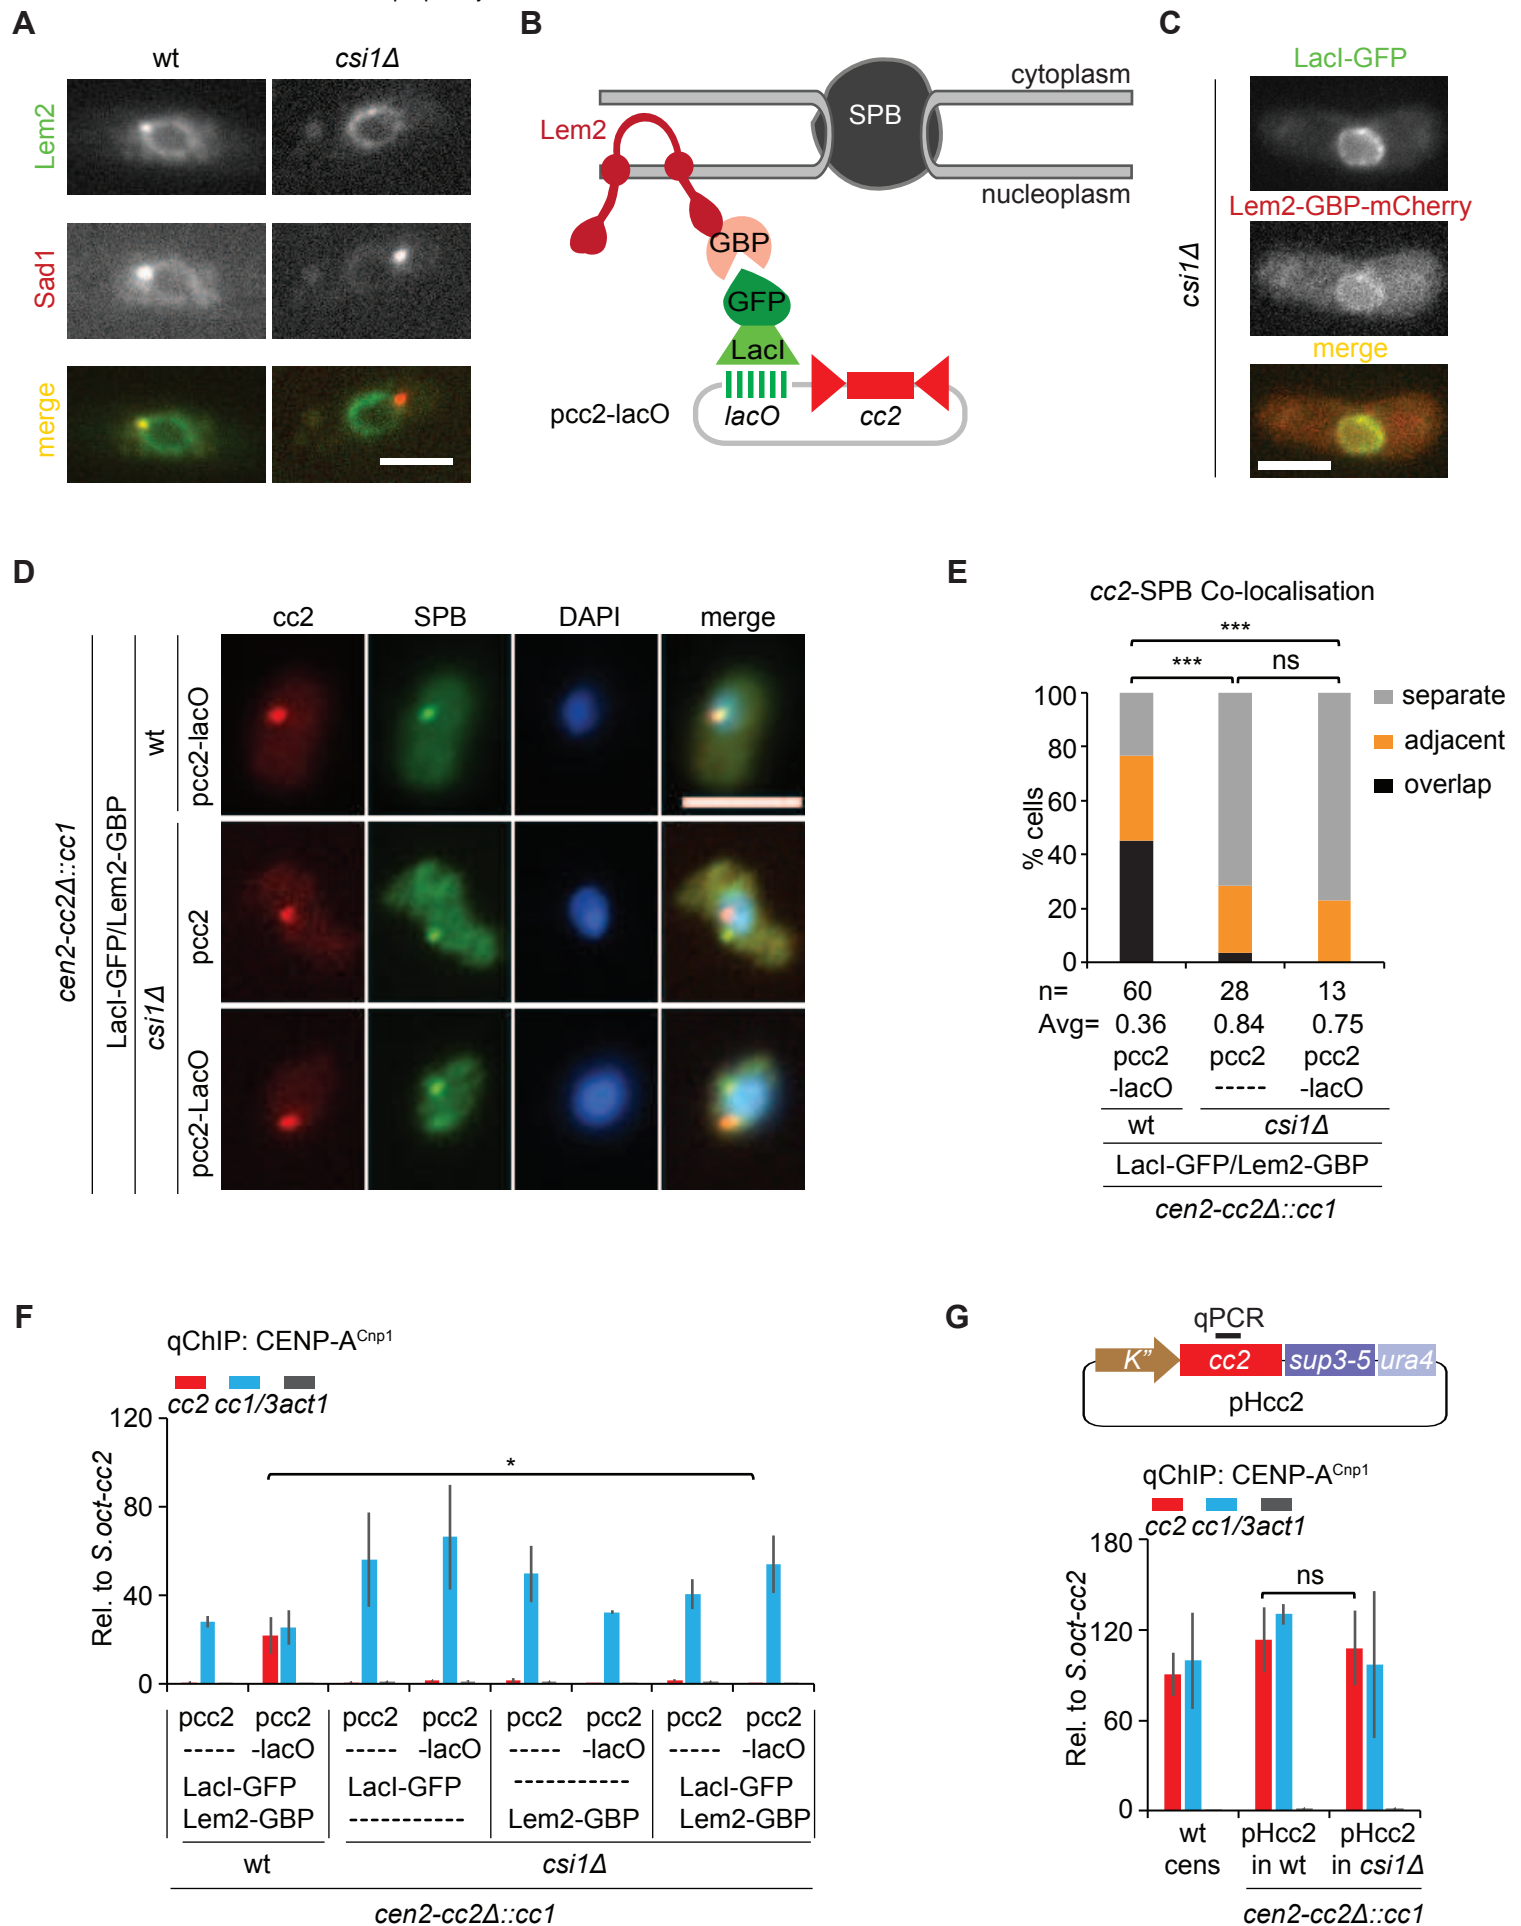 A
wt
csi1Δ
Lem2
Sad1
merge
B
cytoplasm
SPB
Lem2
nucleoplasm
GBP
GFP
LacI
pcc2-lacO
lacO
cc2
C
LacI-GFP
Lem2-GBP-mCherry
merge
csi1Δ
D
cc2
SPB
DAPI
merge
cen2-cc2Δ::cc1
LacI-GFP/Lem2-GBP
wt
csi1Δ
pcc2-lacO
pcc2
pcc2-LacO
E
cc2-SPB Co-localisation
***
***
ns
100
80
60
40
20
0
% cells
separate
adjacent
overlap
n= 60 28 13
Avg= 0.36 0.84 0.75
pcc2 pcc2 pcc2
-lacO ----- -lacO
wt csi1Δ
LacI-GFP/Lem2-GBP
cen2-cc2Δ::cc1
F
qChIP: CENP-A^Cnp1
cc2 cc1/3 act1
120
80
40
0
Rel. to S.oct-cc2
*
pcc2 pcc2 pcc2 pcc2 pcc2 pcc2 pcc2 pcc2
----- -lacO ----- -lacO ----- -lacO ----- -lacO
LacI-GFP LacI-GFP ----------- LacI-GFP
Lem2-GBP ----------- Lem2-GBP Lem2-GBP
wt csi1Δ
cen2-cc2Δ::cc1
G
qPCR
K” cc2 sup3-5 ura4
pHcc2
qChIP: CENP-A^Cnp1
cc2 cc1/3 act1
180
120
60
0
Rel. to S.oct-cc2
ns
wt pHcc2 pHcc2
cens in wt in csi1Δ
cen2-cc2Δ::cc1